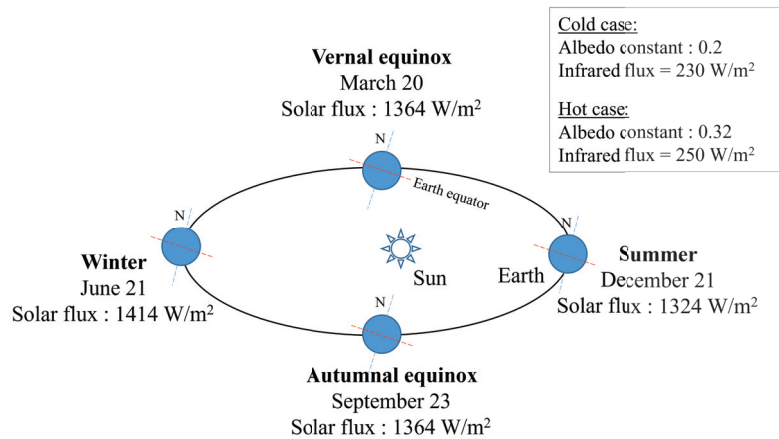 Cold case:
Albedo constant : 0.2
Infrared flux = 230 W/m²
Hot case:
Albedo constant : 0.32
Infrared flux = 250 W/m²
Vernal equinox
March 20
Solar flux : 1364 W/m²
N
Earth equator
N
Winter
June 21
Solar flux : 1414 W/m²
Sun
N
Earth
Summer
December 21
Solar flux : 1324 W/m²
N
Autumnal equinox
September 23
Solar flux : 1364 W/m²